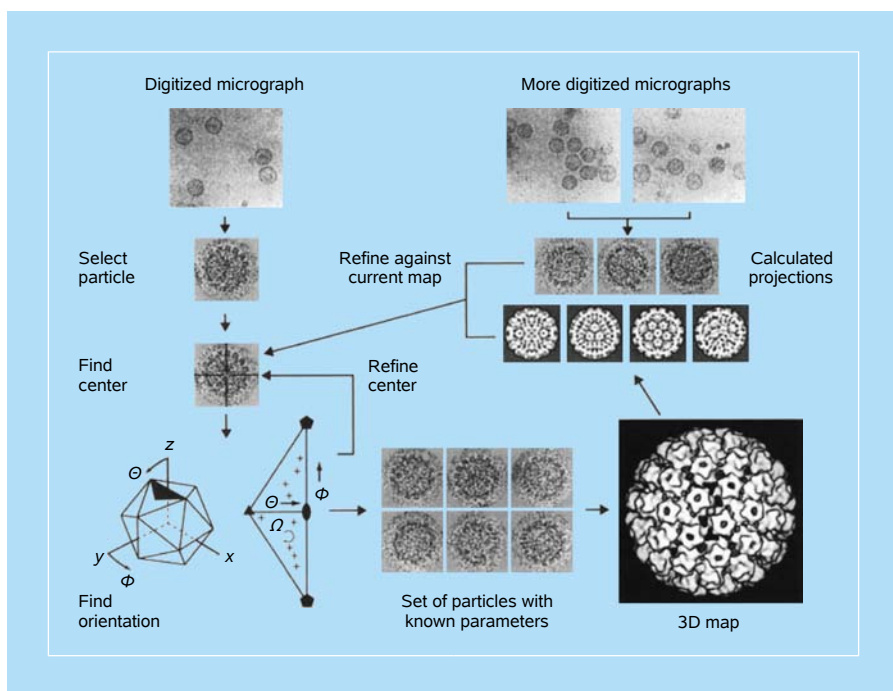 Digitized micrograph
More digitized micrographs
Select
particle
Refine against
current map
Calculated
projections
Find
center
Refine
center
z
Θ
y
x
Φ
Find
orientation
Θ
Φ
Ω
Set of particles with
known parameters
3D map